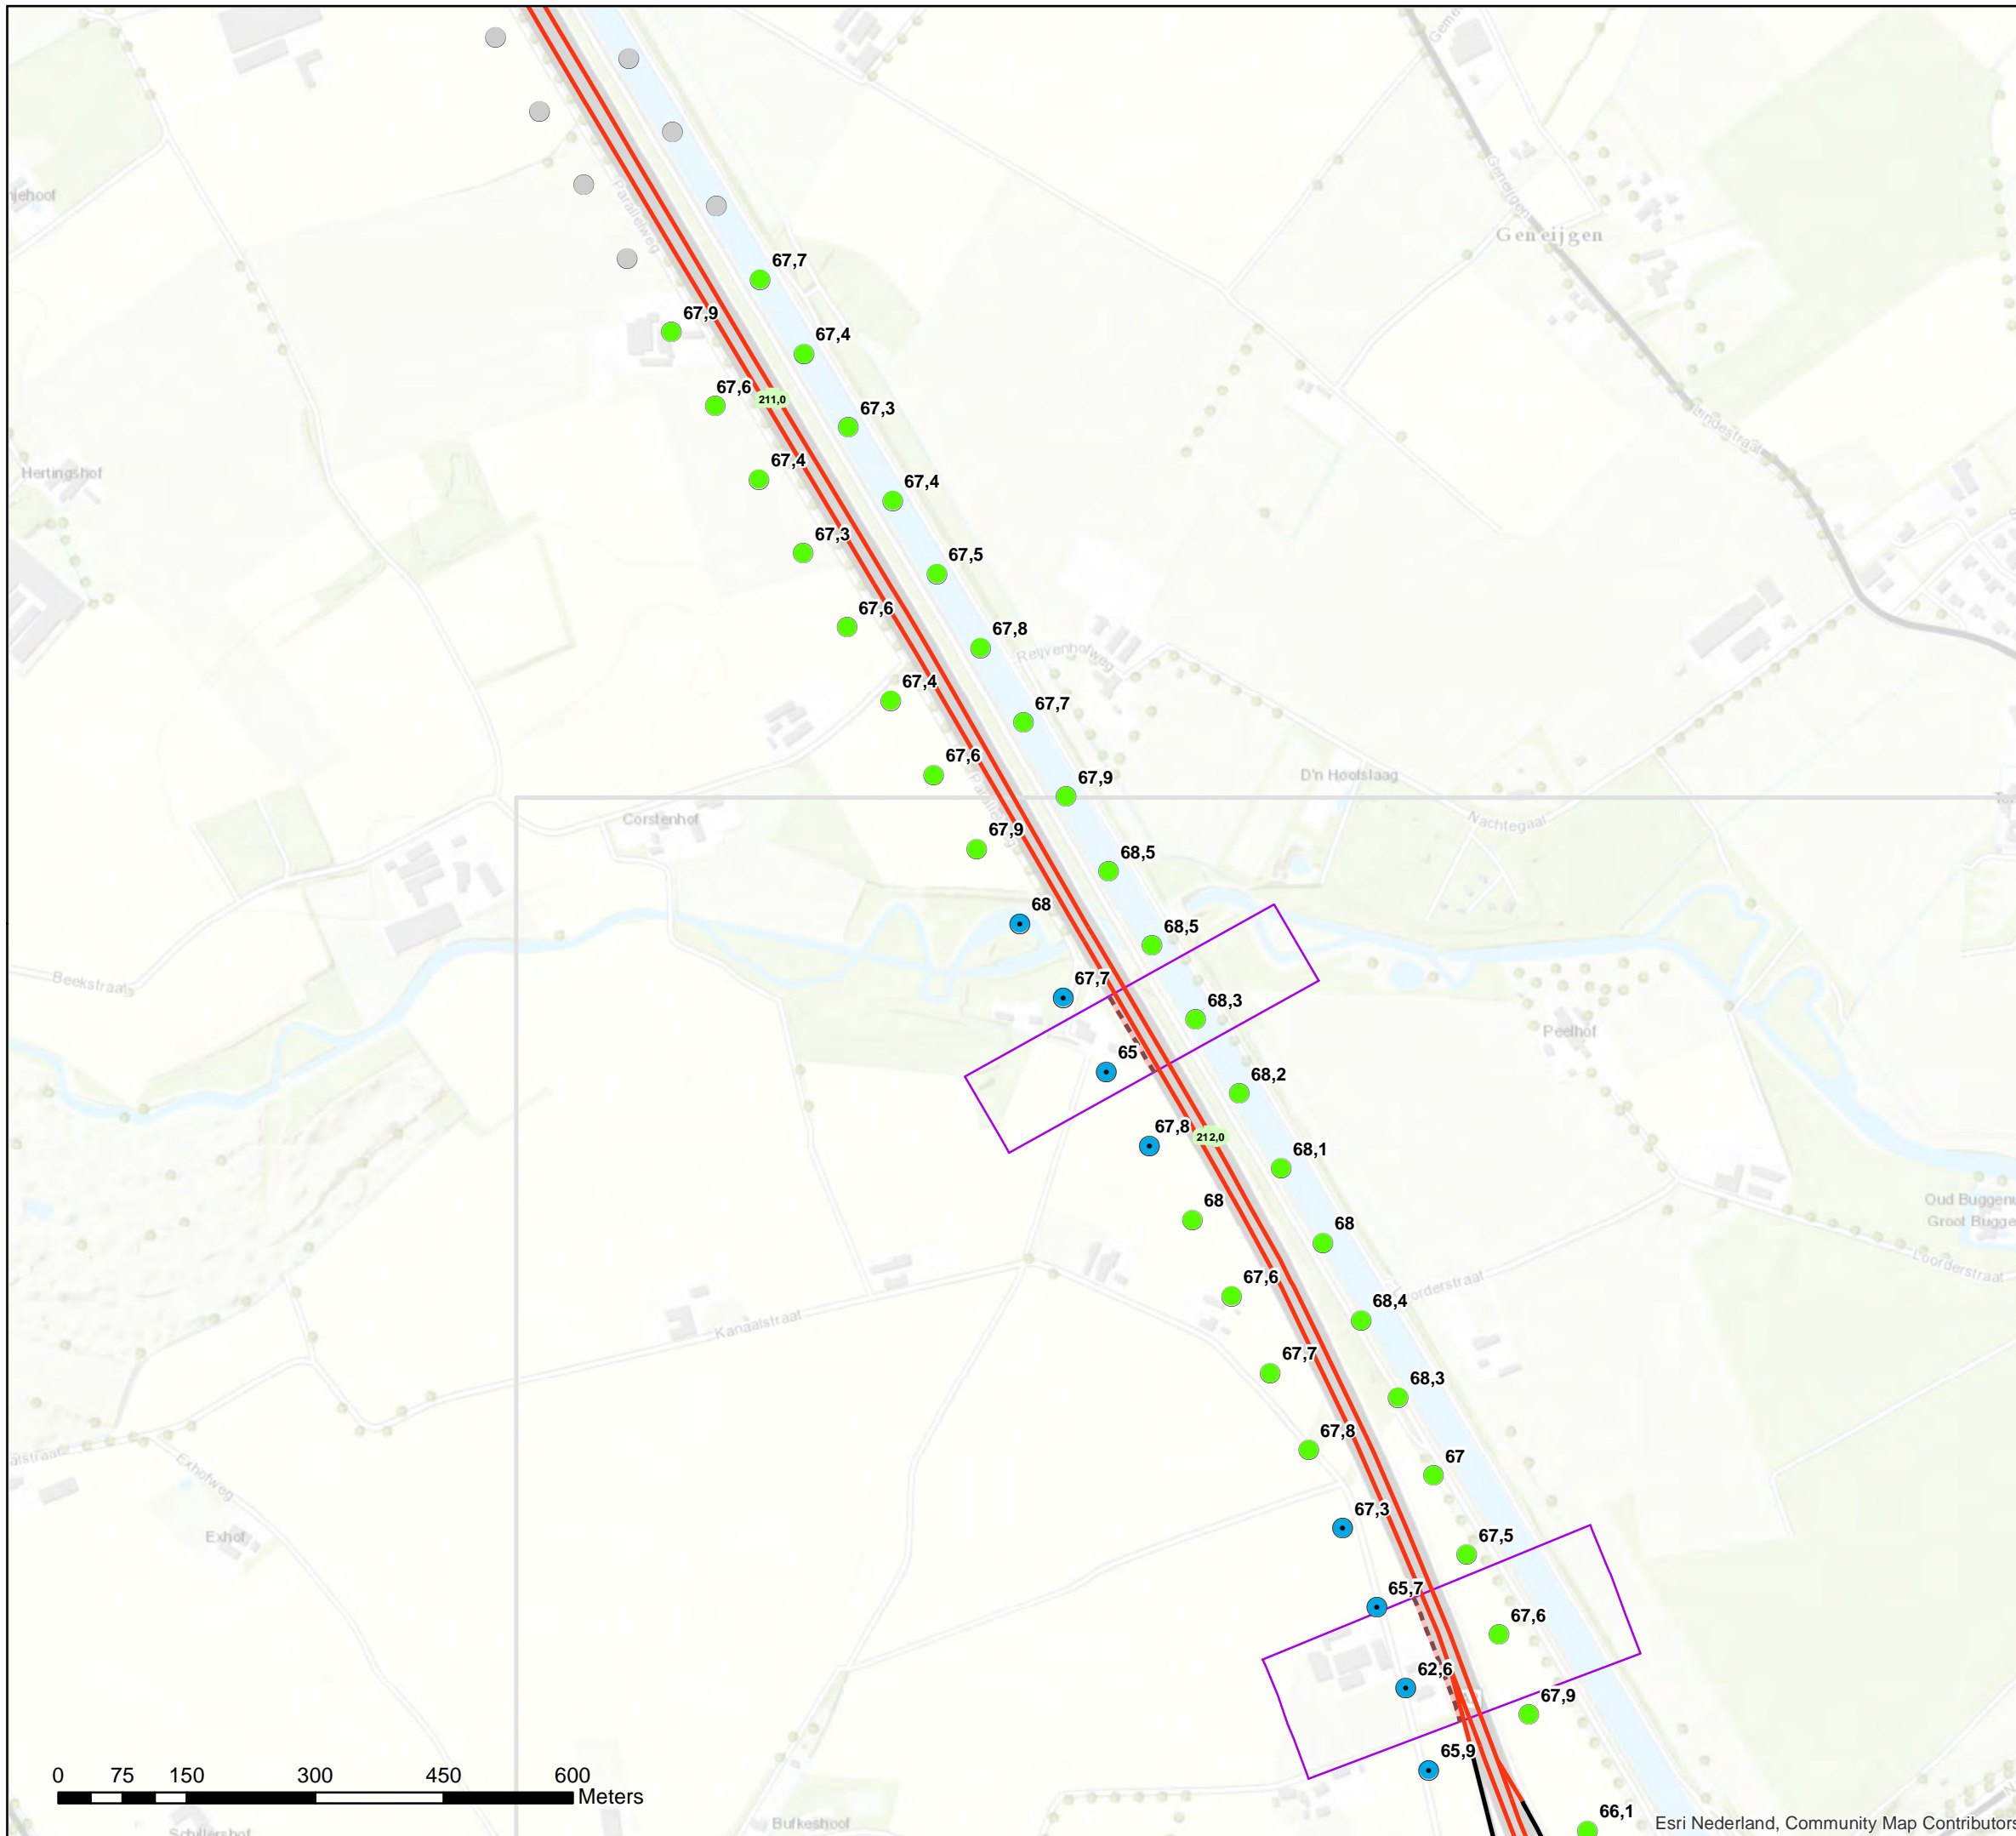 Parallelweg
Geneijgen
Geneijgen
67,7
67,9
67,4
67,6
211,0
67,3
Lindestraat
67,4
Hertingshof
67,4
67,3
67,5
67,6
67,8
Reijvenhofweg
67,4
67,7
67,6
67,9
D'n Hoofslaag
Corstenhof
Nachtegaal
67,9
68,5
68
68,5
67,7
Beekstraat
68,3
Peelhof
65
68,2
67,8
212,0
68,1
68
68
Loorderstraat
67,6
68,4
Kanaalstraat
67,7
68,3
67,8
67
Exhofweg
67,3
67,5
Exhof
65,7
67,6
62,6
67,9
65,9
0 75 150 300 450 600
Meters
66,1
Bufkeshoof
Esri Nederland, Community Map Contributors